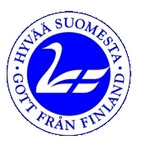 · HYVÄÄ SUOMESTA ·
GOTT FRÅN FINLAND